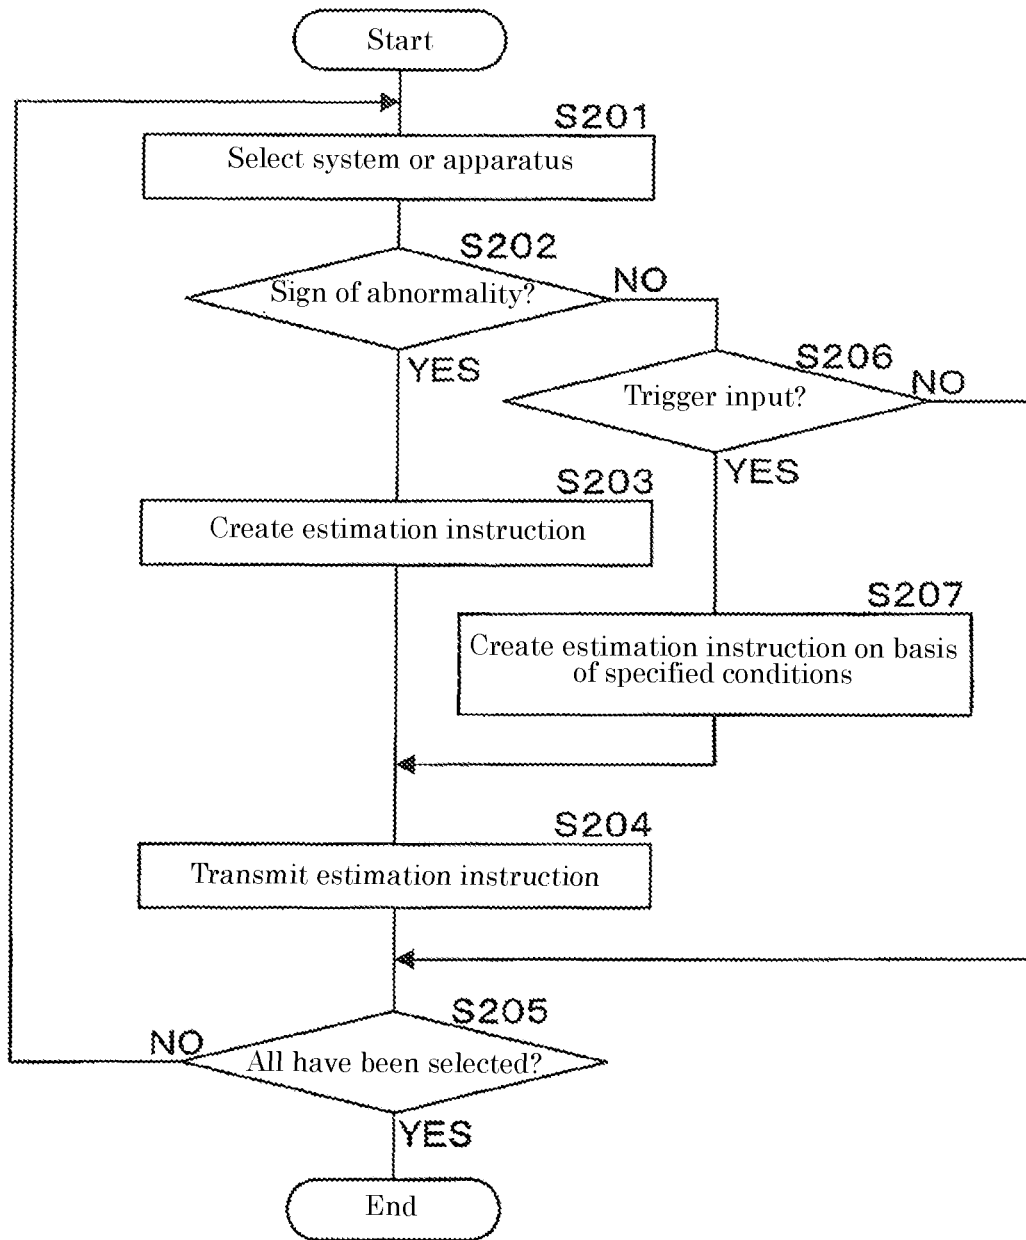 Start
S201
Select system or apparatus
S202
Sign of abnormality?
NO
YES
S206
Trigger input?
NO
YES
S203
Create estimation instruction
S207
Create estimation instruction on basis
of specified conditions
S204
Transmit estimation instruction
S205
All have been selected?
NO
YES
End